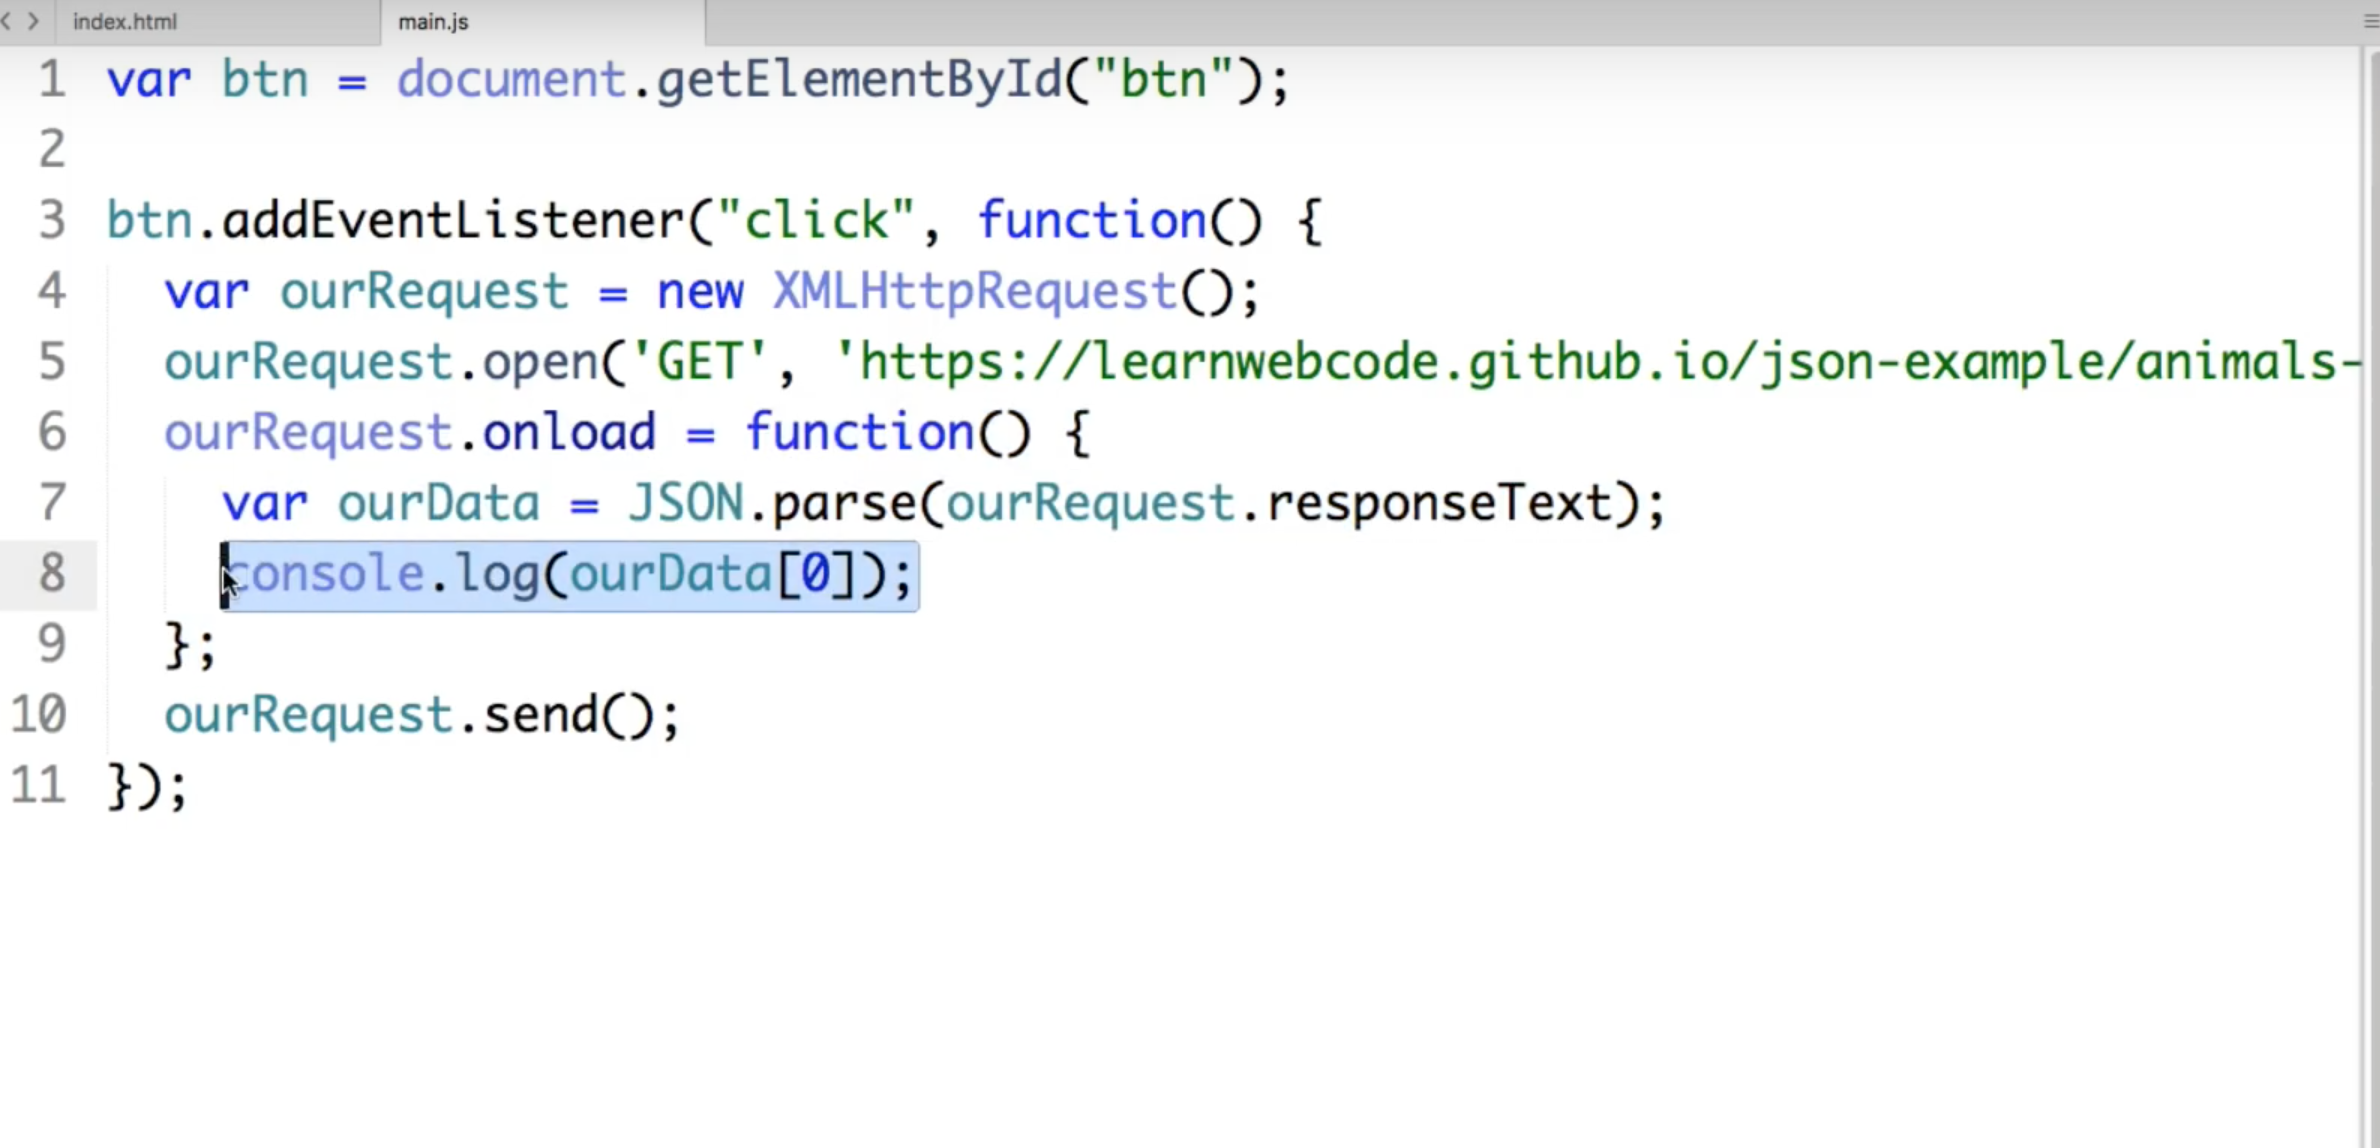 index.html main.js
1 var btn = document.getElementById("btn");
2
3 btn.addEventListener("click", function() {
4 var ourRequest = new XMLHttpRequest();
5 ourRequest.open('GET', 'https://learnwebcode.github.io/json-example/animals-
6 ourRequest.onload = function() {
7 var ourData = JSON.parse(ourRequest.responseText);
8 console.log(ourData[0]);
9 };
10 ourRequest.send();
11 });